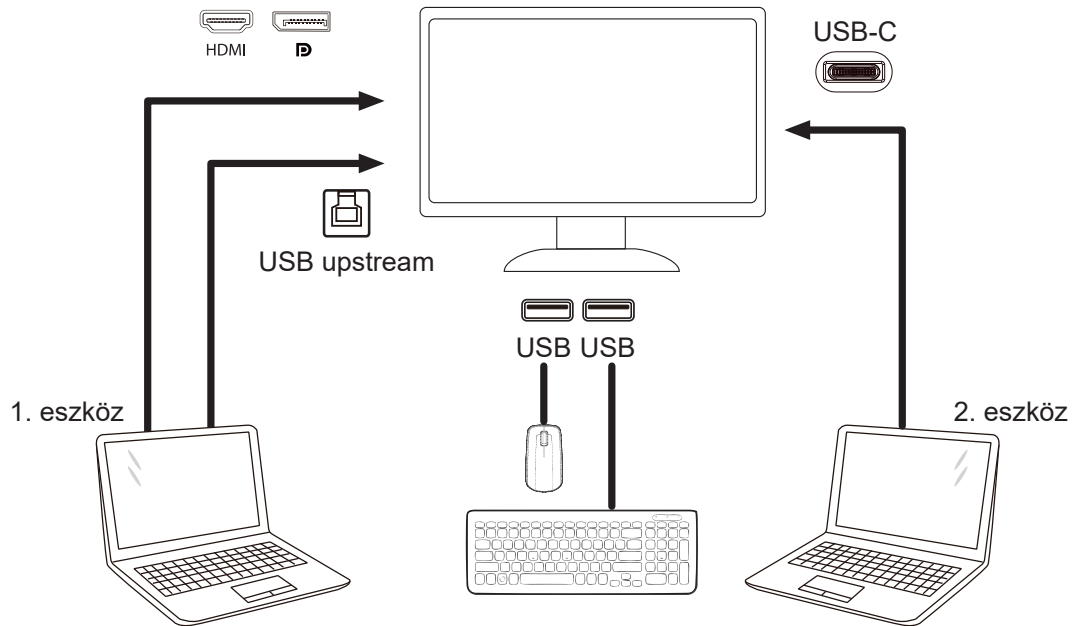 HDMI
USB-C
USB upstream
USB USB
1. eszköz
2. eszköz